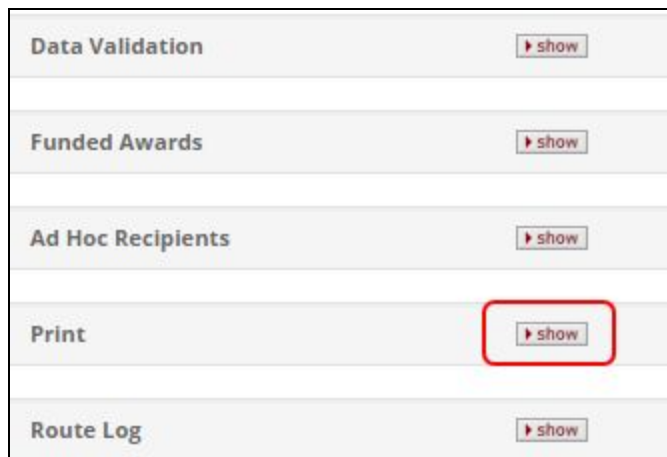 Data Validation show
Funded Awards show
Ad Hoc Recipients show
Print show
Route Log show